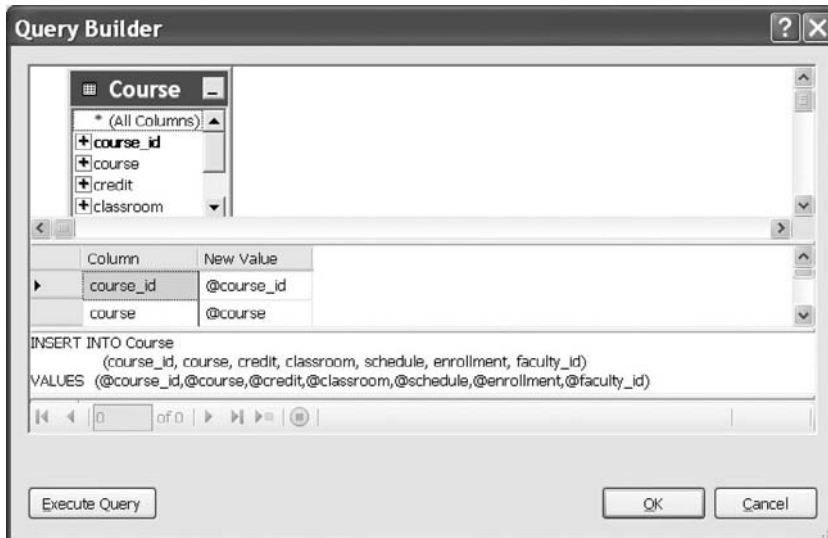 Query Builder
Course
* (All Columns)
course_id
course
credit
classroom
Column New Value
course_id @course_id
course @course
INSERT INTO Course
(course_id, course, credit, classroom, schedule, enrollment, faculty_id)
VALUES (@course_id,@course,@credit,@classroom,@schedule,@enrollment,@faculty_id)
0 of 0
Execute Query OK Cancel